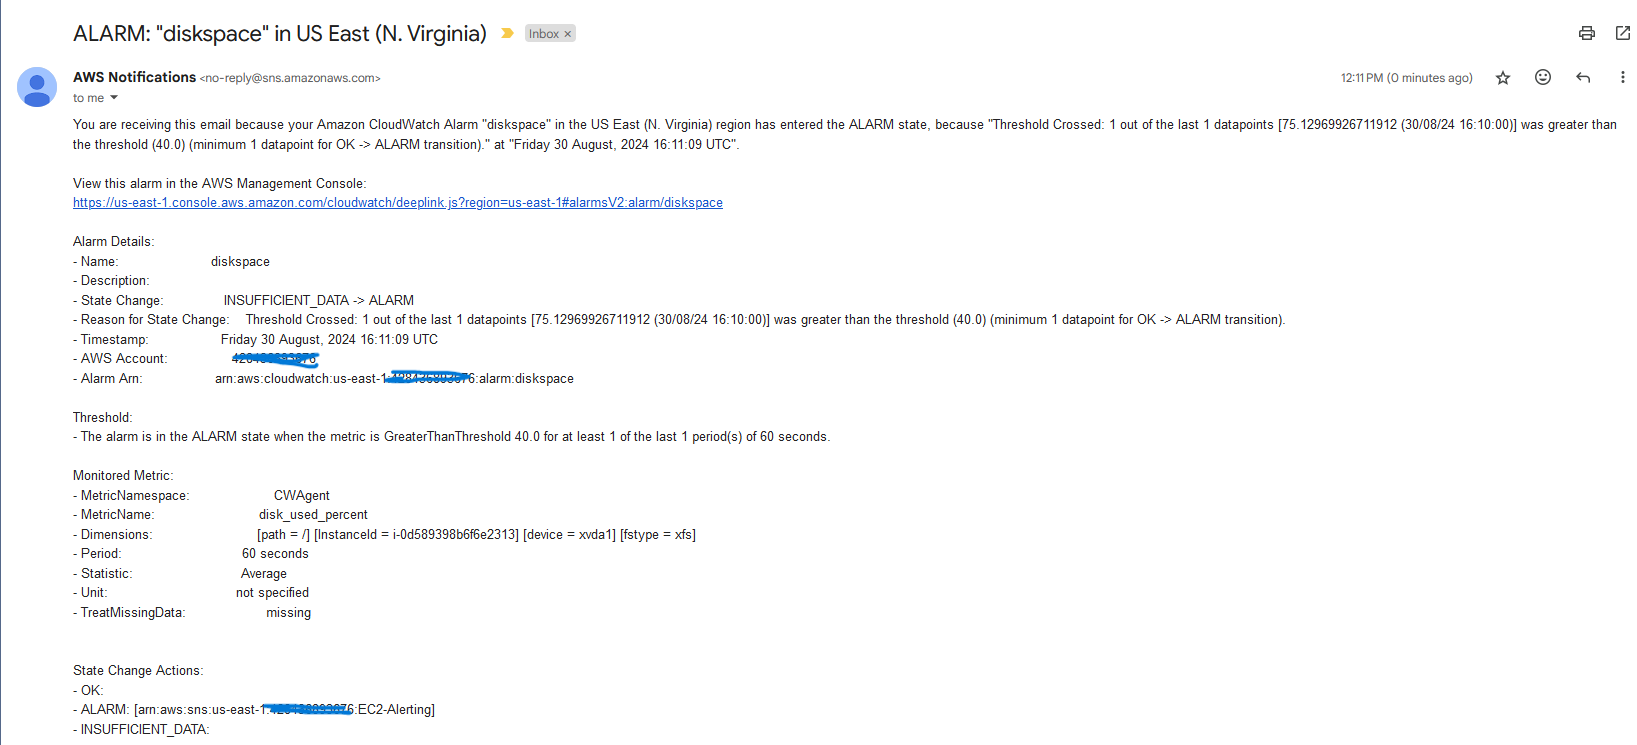 ALARM: "diskspace" in US East (N. Virginia) Inbox ×
AWS Notifications <no-reply@sns.amazonaws.com> 12:11 PM (0 minutes ago)
to me
You are receiving this email because your Amazon CloudWatch Alarm "diskspace" in the US East (N. Virginia) region has entered the ALARM state, because "Threshold Crossed: 1 out of the last 1 datapoints [75.12969926711912 (30/08/24 16:10:00)] was greater than
the threshold (40.0) (minimum 1 datapoint for OK -> ALARM transition)." at "Friday 30 August, 2024 16:11:09 UTC".
View this alarm in the AWS Management Console:
https://us-east-1.console.aws.amazon.com/cloudwatch/deeplink.js?region=us-east-1#alarmsV2:alarm/diskspace
Alarm Details:
- Name: diskspace
- Description:
- State Change: INSUFFICIENT_DATA -> ALARM
- Reason for State Change: Threshold Crossed: 1 out of the last 1 datapoints [75.12969926711912 (30/08/24 16:10:00)] was greater than the threshold (40.0) (minimum 1 datapoint for OK -> ALARM transition).
- Timestamp: Friday 30 August, 2024 16:11:09 UTC
- AWS Account:
- Alarm Arn: arn:aws:cloudwatch:us-east-1: 6:alarm:diskspace
Threshold:
- The alarm is in the ALARM state when the metric is GreaterThanThreshold 40.0 for at least 1 of the last 1 period(s) of 60 seconds.
Monitored Metric:
- MetricNamespace: CWAgent
- MetricName: disk_used_percent
- Dimensions: [path = /] [InstanceId = i-0d589398b6f6e2313] [device = xvda1] [fstype = xfs]
- Period: 60 seconds
- Statistic: Average
- Unit: not specified
- TreatMissingData: missing
State Change Actions:
- OK:
- ALARM: [arn:aws:sns:us-east-1: 6:EC2-Alerting]
- INSUFFICIENT_DATA: